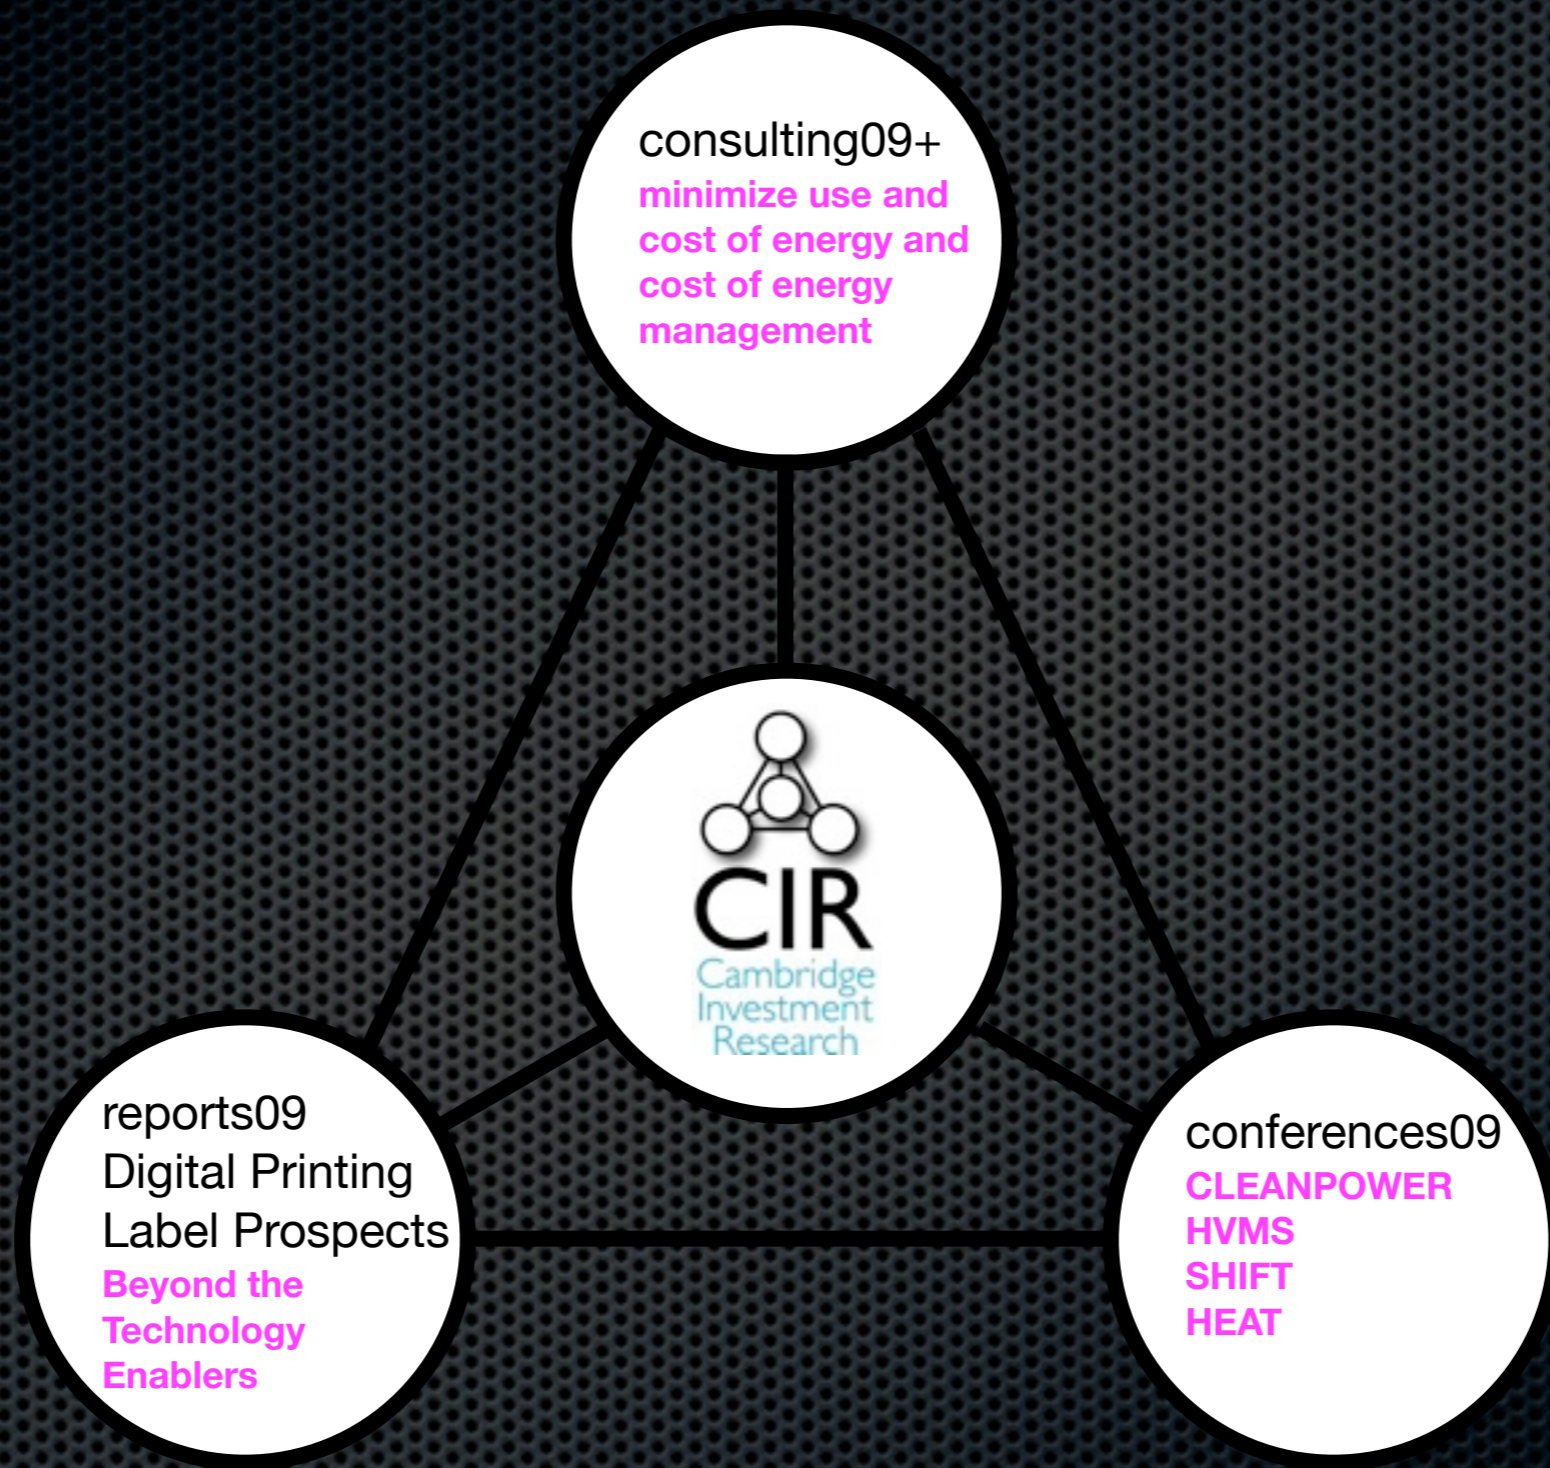 consulting09+
minimize use and
cost of energy and
cost of energy
management
CIR
Cambridge
Investment
Research
reports09
Digital Printing
Label Prospects
Beyond the
Technology
Enablers
conferences09
CLEANPOWER
HVMS
SHIFT
HEAT